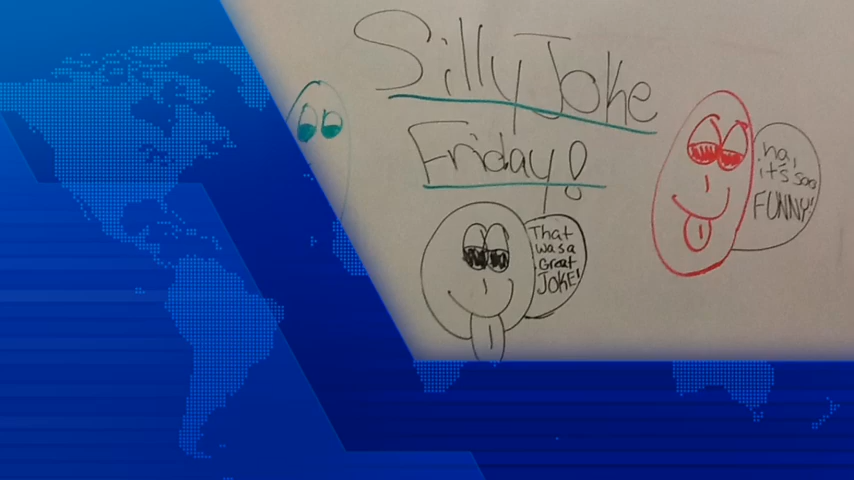 Silly Joke
Friday!
That
was a
Great
JOKE!
ha,
it's soo
FUNNY!